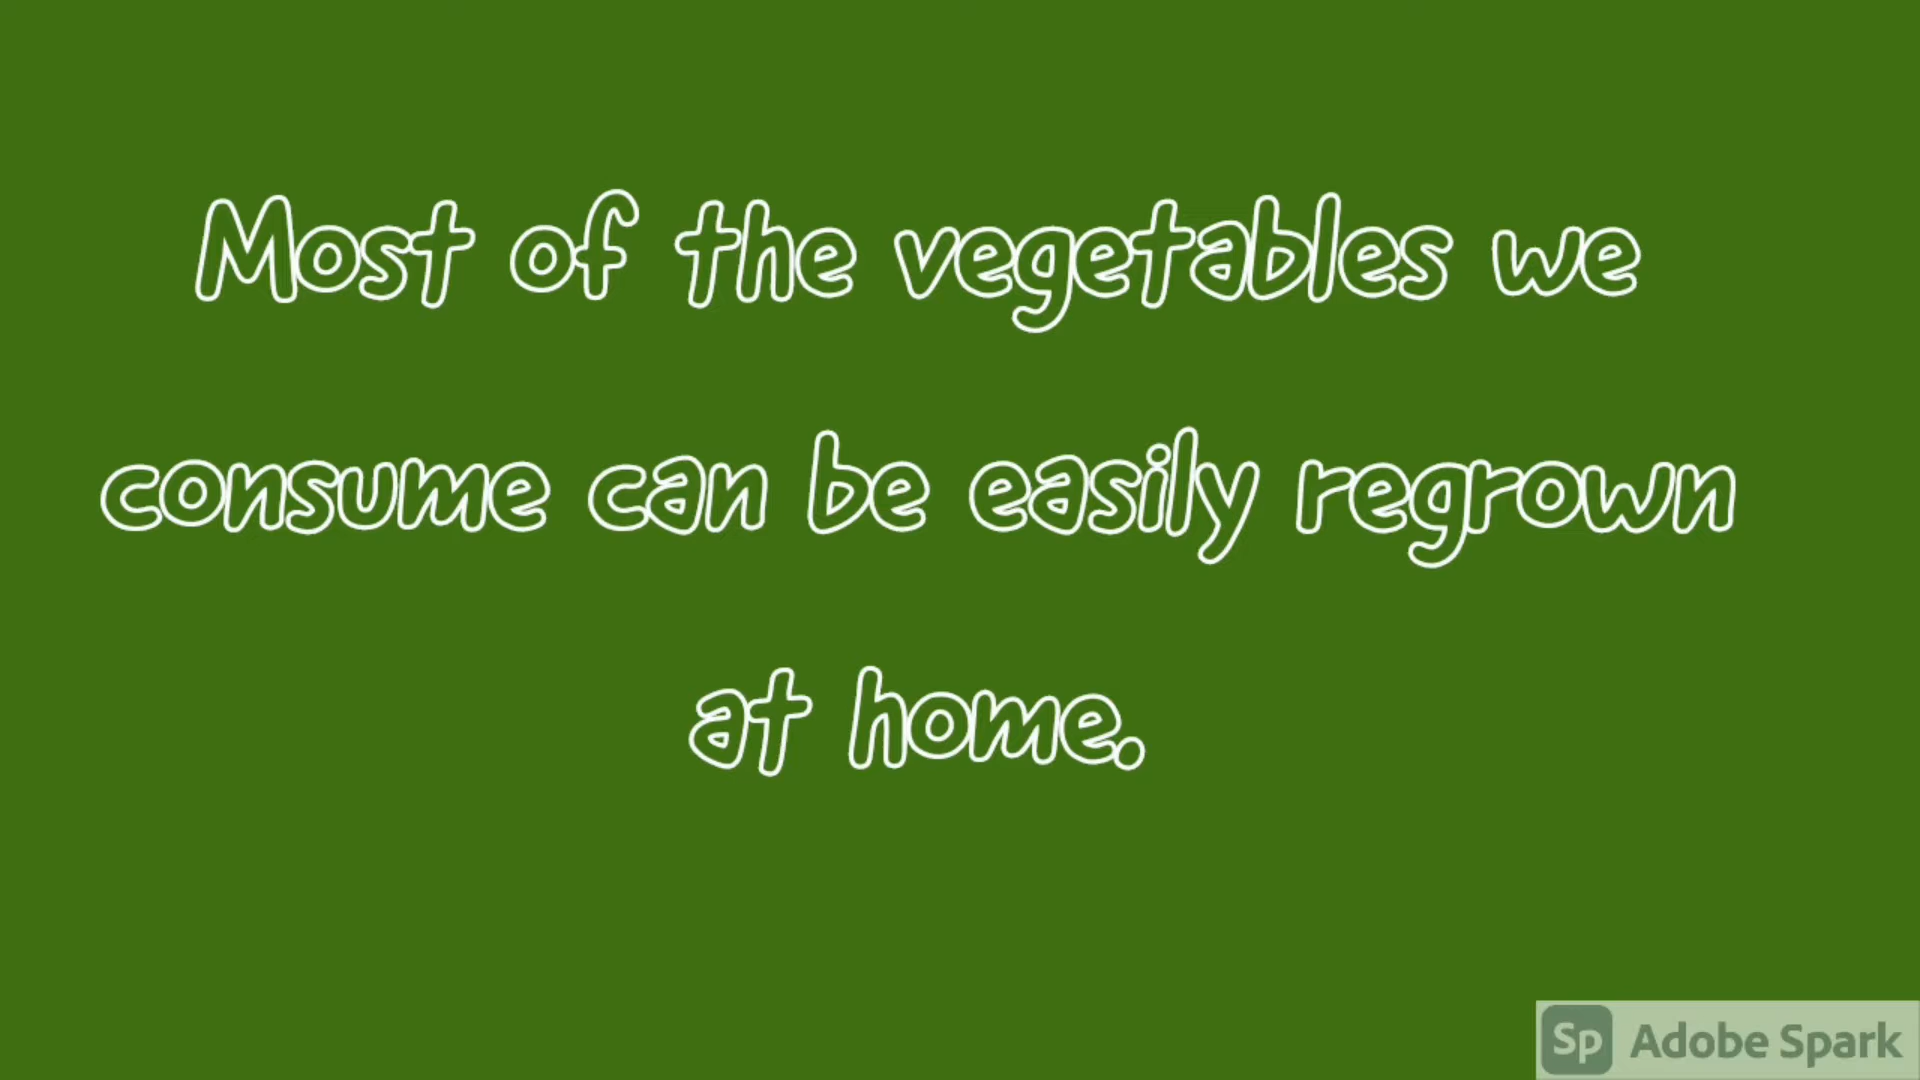 Most of the vegetables we
consume can be easily regrown
at home.
Sp Adobe Spark